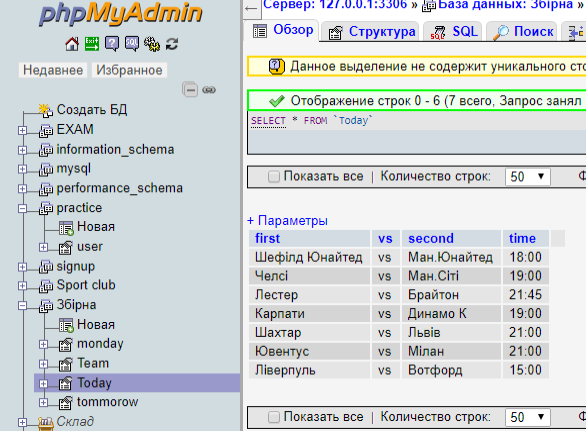 phpMyAdmin
Недавнее Избранное
Создать БД
EXAM
information_schema
mysql
performance_schema
practice
Новая
user
signup
Sport club
Збірна
Новая
monday
Team
Today
tommorow
Склад
Сервер: 127.0.0.1:3306 » База данных: Збірна »
Обзор Структура SQL Поиск
Данное выделение не содержит уникального сто
Отображение строк 0 - 6 (7 всего, Запрос занял
SELECT * FROM `Today`
Показать все | Количество строк: 50
+ Параметры
first vs second time
Шефілд Юнайтед vs Ман.Юнайтед 18:00
Челсі vs Ман.Сіті 19:00
Лестер vs Брайтон 21:45
Карпати vs Динамо К 19:00
Шахтар vs Львів 21:00
Ювентус vs Мілан 21:00
Ліверпуль vs Вотфорд 15:00
Показать все | Количество строк: 50